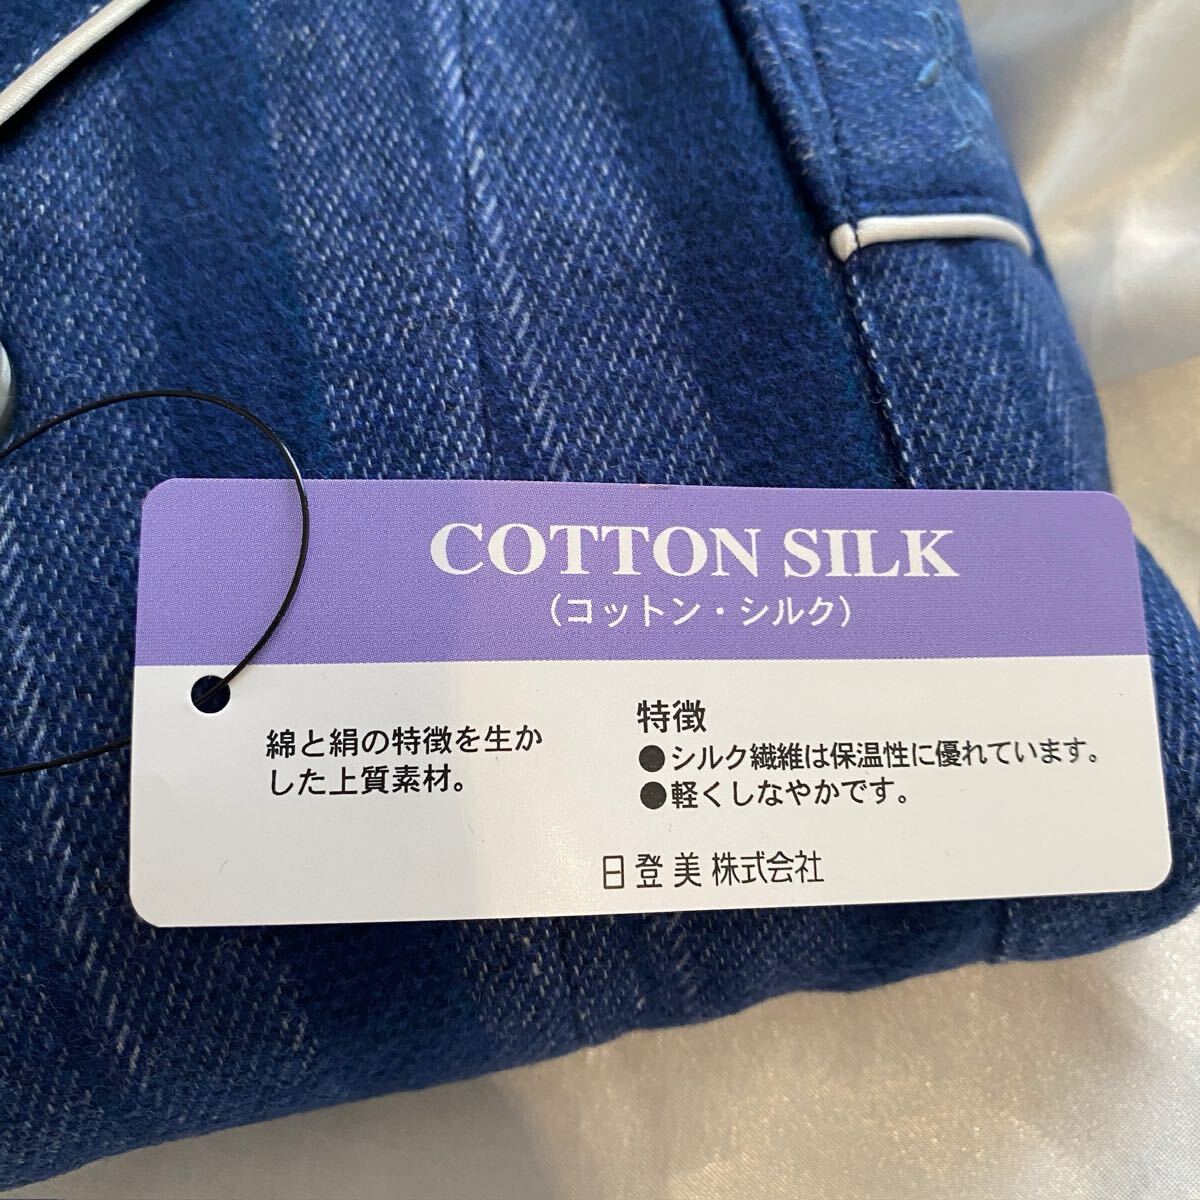 COTTON SILK
（コットン・シルク）
綿と絹の特徴を生か
した上質素材。
特徴
●シルク繊維は保温性に優れています。
●軽くしなやかです。
日登美株式会社